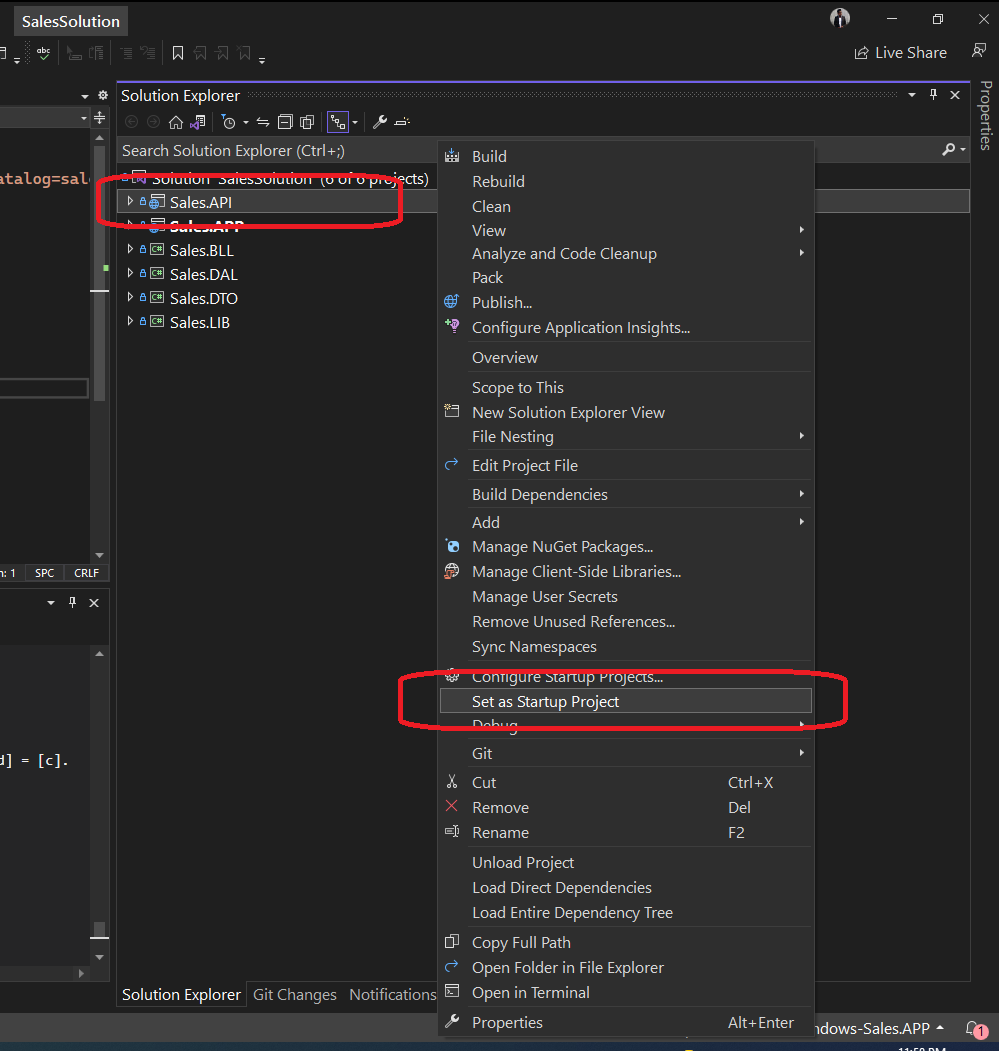 SalesSolution
abc
Live Share
Solution Explorer
Properties
Search Solution Explorer (Ctrl+;)
atalog=sal
Solution 'SalesSolution' (6 of 6 projects)
Sales.API
Sales.APP
C# Sales.BLL
C# Sales.DAL
C# Sales.DTO
C# Sales.LIB
Build
Rebuild
Clean
View
Analyze and Code Cleanup
Pack
Publish...
Configure Application Insights...
Overview
Scope to This
New Solution Explorer View
File Nesting
Edit Project File
Build Dependencies
Add
Manage NuGet Packages...
Manage Client-Side Libraries...
Manage User Secrets
Remove Unused References...
Sync Namespaces
Configure Startup Projects...
Set as Startup Project
Debug
Git
Cut Ctrl+X
Remove Del
Rename F2
Unload Project
Load Direct Dependencies
Load Entire Dependency Tree
Copy Full Path
Open Folder in File Explorer
Open in Terminal
Properties Alt+Enter
n: 1 SPC CRLF
d] = [c].
Solution Explorer Git Changes Notifications
ndows-Sales.APP
1
11:59 PM